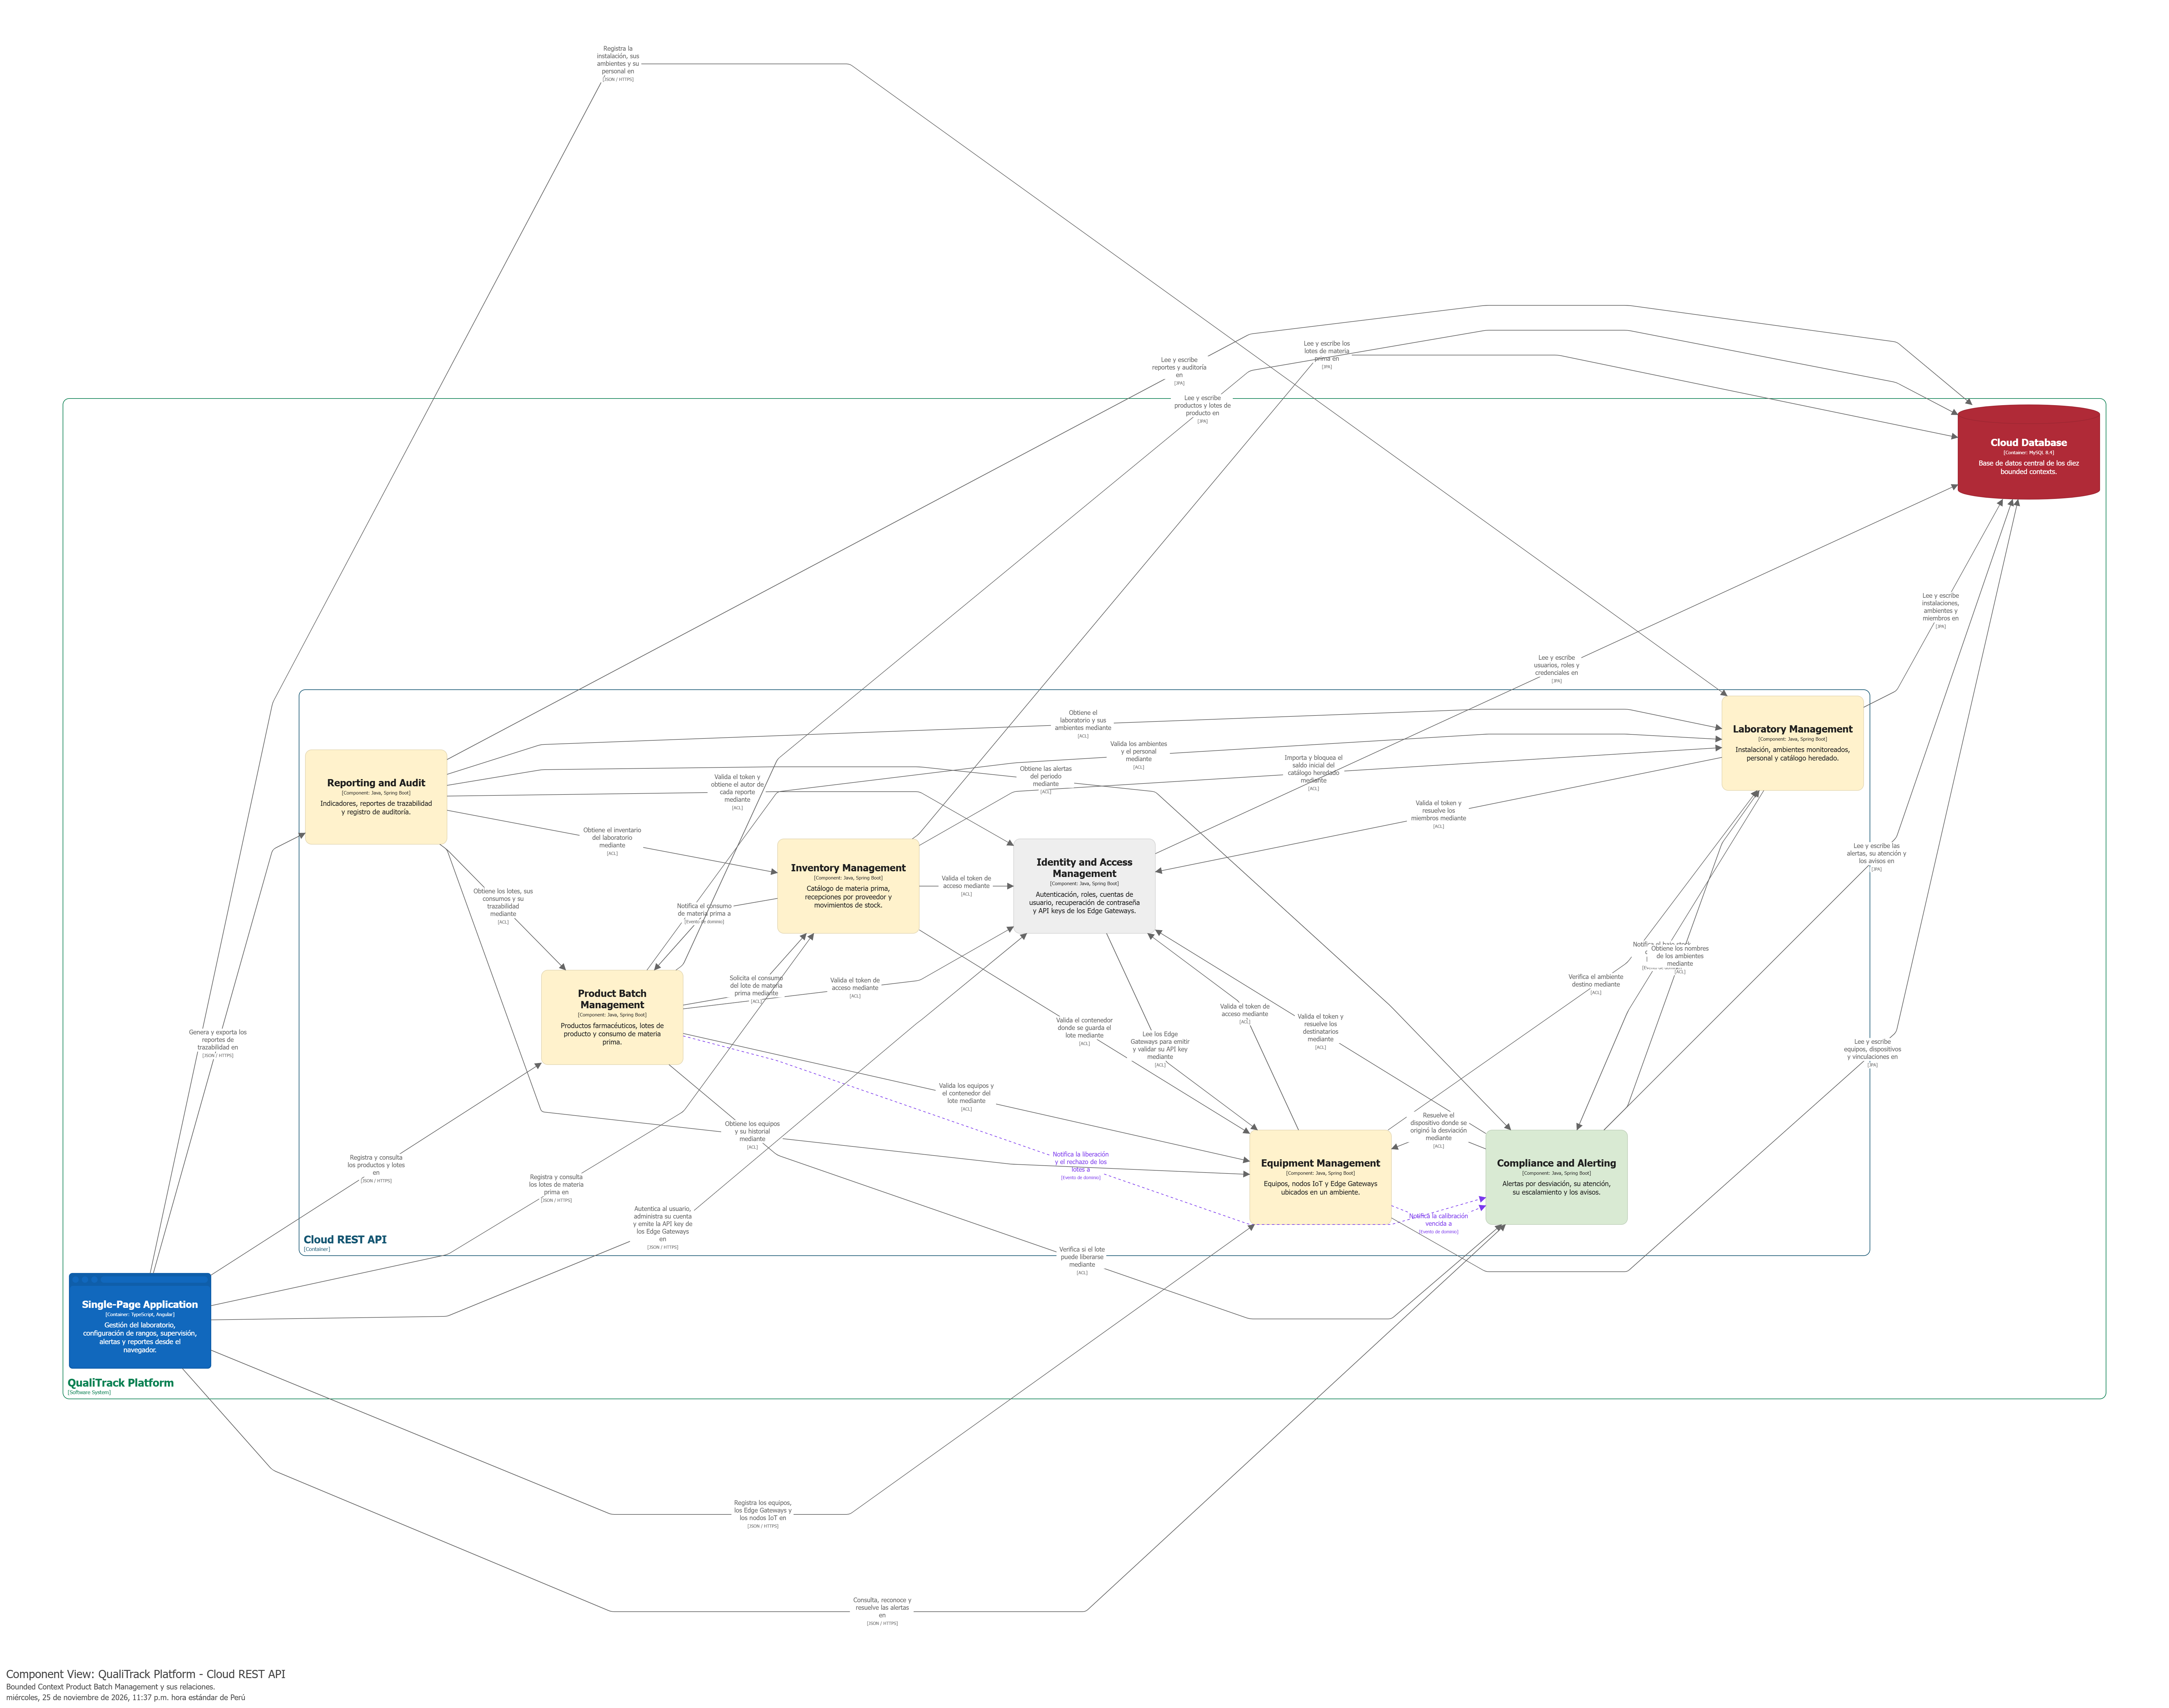 Registra la
instalación, sus
ambientes y su
personal en
[JSON / HTTPS]
Lee y escribe los
lotes de materia
prima en
[JPA]
Lee y escribe
reportes y auditoría
en
[JPA]
Lee y escribe
productos y lotes de
producto en
[JPA]
Cloud Database
[Container: MySQL 8.4]
Base de datos central de los diez
bounded contexts.
Lee y escribe
instalaciones,
ambientes y
miembros en
[JPA]
Lee y escribe
usuarios, roles y
credenciales en
[JPA]
Obtiene el
laboratorio y sus
ambientes mediante
[ACL]
Laboratory Management
[Component: Java, Spring Boot]
Instalación, ambientes monitoreados,
personal y catálogo heredado.
Valida los ambientes
y el personal
mediante
[ACL]
Importa y bloquea el
saldo inicial del
catálogo heredado
mediante
[ACL]
Obtiene las alertas
del periodo
mediante
[ACL]
Valida el token y
obtiene el autor de
cada reporte
mediante
[ACL]
Reporting and Audit
[Component: Java, Spring Boot]
Indicadores, reportes de trazabilidad
y registro de auditoría.
Valida el token y
resuelve los
miembros mediante
[ACL]
Obtiene el inventario
del laboratorio
mediante
[ACL]
Lee y escribe las
alertas, su atención y
los avisos en
[JPA]
Inventory Management
[Component: Java, Spring Boot]
Catálogo de materia prima,
recepciones por proveedor y
movimientos de stock.
Valida el token de
acceso mediante
[ACL]
Identity and Access
Management
[Component: Java, Spring Boot]
Autenticación, roles, cuentas de
usuario, recuperación de contraseña
y API keys de los Edge Gateways.
Obtiene los lotes, sus
consumos y su
trazabilidad
mediante
[ACL]
Notifica el consumo
de materia prima a
[Evento de dominio]
Notifica el bajo stock
Obtiene los nombres
de los ambientes
mediante
[ACL]
Verifica el ambiente
destino mediante
[ACL]
Product Batch
Management
[Component: Java, Spring Boot]
Productos farmacéuticos, lotes de
producto y consumo de materia
prima.
Solicita el consumo
del lote de materia
prima mediante
[ACL]
Valida el token de
acceso mediante
[ACL]
Valida el contenedor
donde se guarda el
lote mediante
[ACL]
Lee los Edge
Gateways para emitir
y validar su API key
mediante
[ACL]
Valida el token de
acceso mediante
[ACL]
Valida el token y
resuelve los
destinatarios
mediante
[ACL]
Genera y exporta los
reportes de
trazabilidad en
[JSON / HTTPS]
Lee y escribe
equipos, dispositivos
y vinculaciones en
[JPA]
Valida los equipos y
el contenedor del
lote mediante
[ACL]
Obtiene los equipos
y su historial
mediante
[ACL]
Resuelve el
dispositivo donde se
originó la desviación
mediante
[ACL]
Notifica la liberación
y el rechazo de los
lotes a
[Evento de dominio]
Equipment Management
[Component: Java, Spring Boot]
Equipos, nodos IoT y Edge Gateways
ubicados en un ambiente.
Compliance and Alerting
[Component: Java, Spring Boot]
Alertas por desviación, su atención,
su escalamiento y los avisos.
Registra y consulta
los productos y lotes
en
[JSON / HTTPS]
Registra y consulta
los lotes de materia
prima en
[JSON / HTTPS]
Autentica al usuario,
administra su cuenta
y emite la API key de
los Edge Gateways
en
[JSON / HTTPS]
Notifica la calibración
vencida a
[Evento de dominio]
Cloud REST API
[Container]
Verifica si el lote
puede liberarse
mediante
[ACL]
Single-Page Application
[Container: TypeScript, Angular]
Gestión del laboratorio,
configuración de rangos, supervisión,
alertas y reportes desde el
navegador.
QualiTrack Platform
[Software System]
Registra los equipos,
los Edge Gateways y
los nodos IoT en
[JSON / HTTPS]
Consulta, reconoce y
resuelve las alertas
en
[JSON / HTTPS]
Component View: QualiTrack Platform - Cloud REST API
Bounded Context Product Batch Management y sus relaciones.
miércoles, 25 de noviembre de 2026, 11:37 p.m. hora estándar de Perú